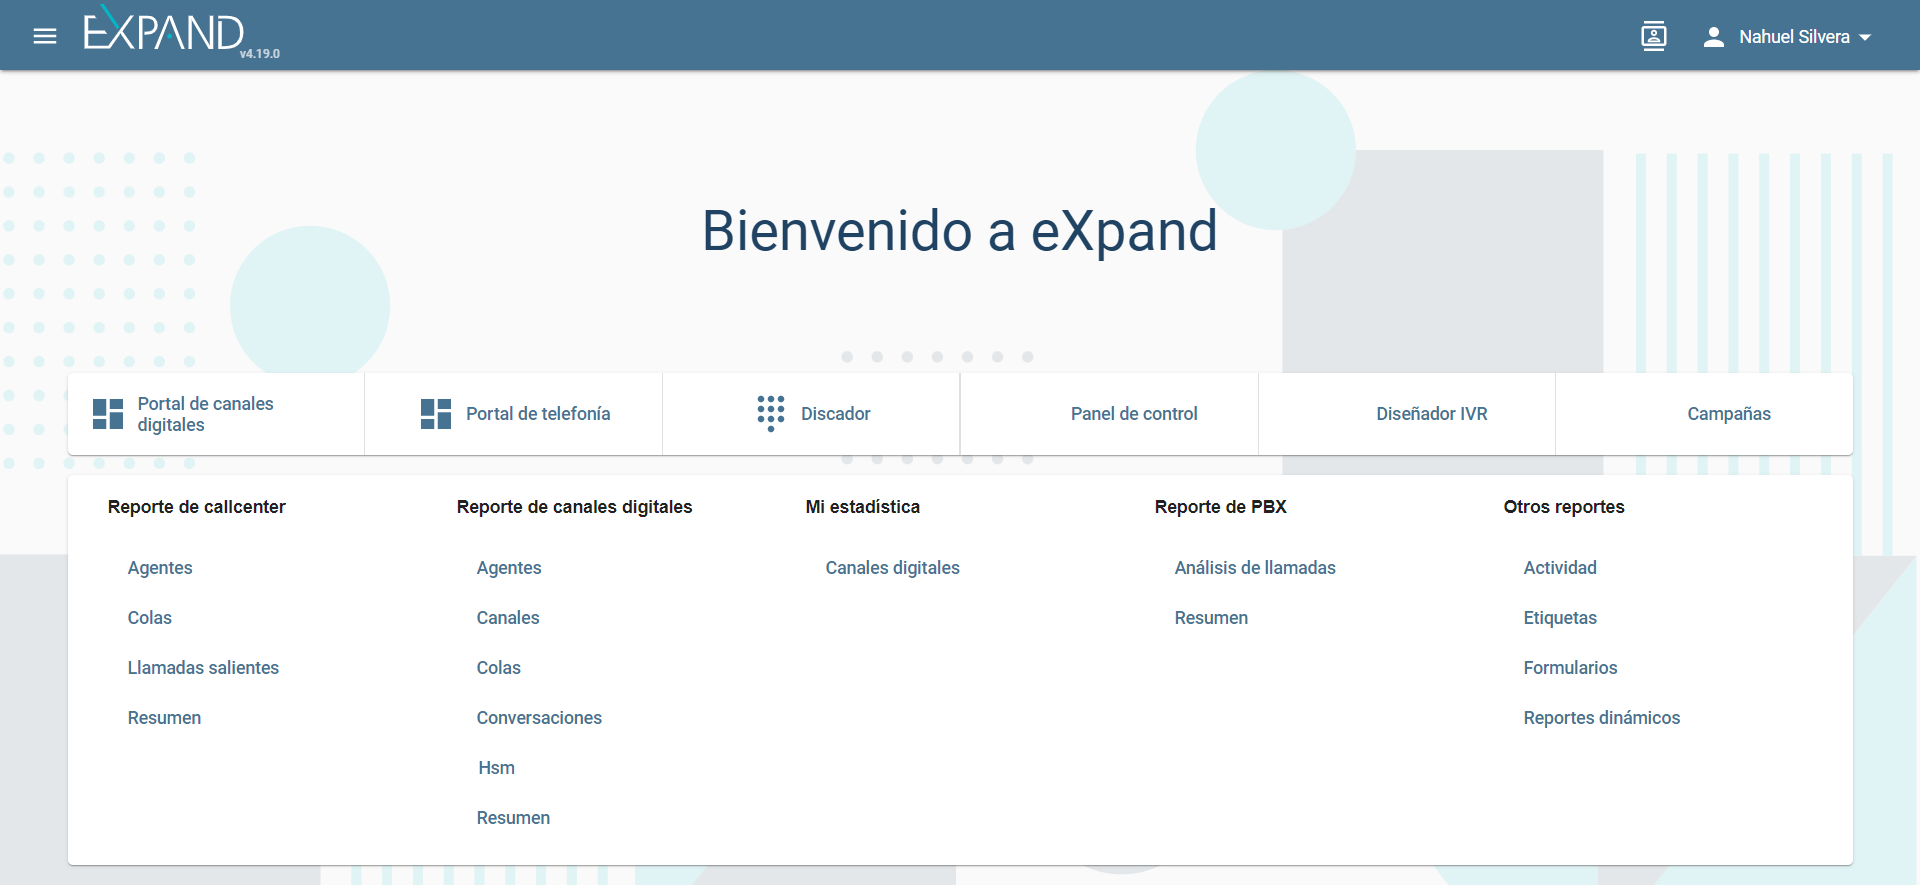 EXPAND
v4.19.0
Nahuel Silvera
Bienvenido a eXpand
Portal de canales
digitales
Portal de telefonía
Discador
Panel de control
Diseñador IVR
Campañas
Reporte de callcenter
Agentes
Colas
Llamadas salientes
Resumen
Reporte de canales digitales
Agentes
Canales
Colas
Conversaciones
Hsm
Resumen
Mi estadística
Canales digitales
Reporte de PBX
Análisis de llamadas
Resumen
Otros reportes
Actividad
Etiquetas
Formularios
Reportes dinámicos